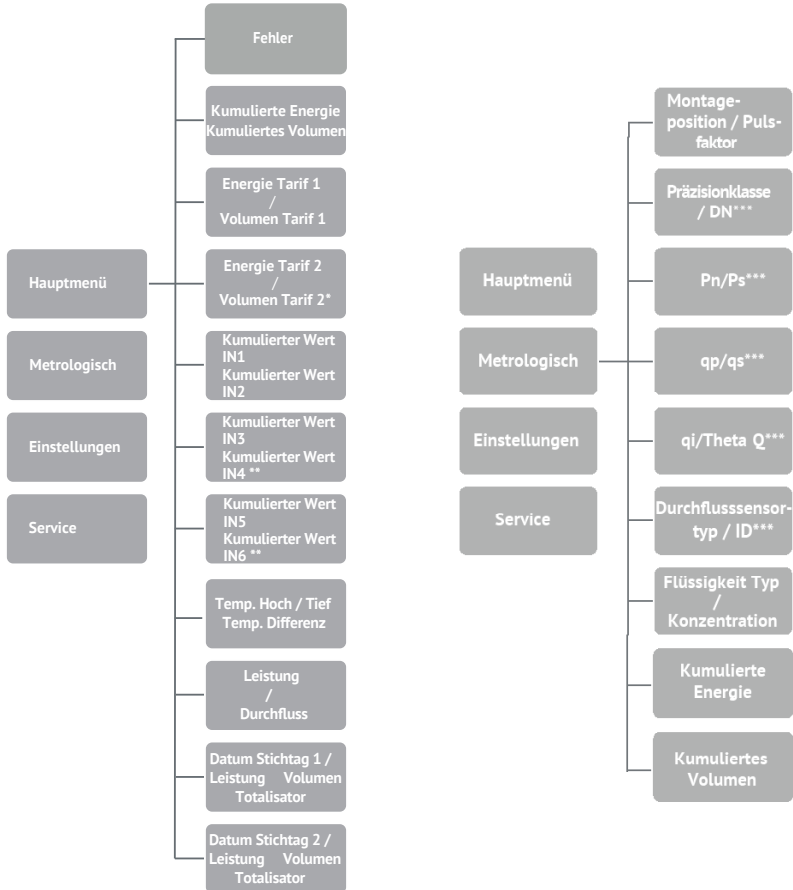 Fehler
Kumulierte Energie
Kumuliertes Volumen
Energie Tarif 1
/
Volumen Tarif 1
Hauptmenü
Energie Tarif 2
/
Volumen Tarif 2*
Metrologisch
Kumulierter Wert
IN1
Kumulierter Wert
IN2
Einstellungen
Kumulierter Wert
IN3
Kumulierter Wert
IN4 **
Service
Kumulierter Wert
IN5
Kumulierter Wert
IN6 **
Temp. Hoch / Tief
Temp. Differenz
Leistung
/
Durchfluss
Datum Stichtag 1 /
Leistung Volumen
Totalisator
Datum Stichtag 2 /
Leistung Volumen
Totalisator
Montage-
position / Puls-
faktor
Präzisionklasse
/ DN***
Hauptmenü
Pn/Ps***
Metrologisch
qp/qs***
Einstellungen
qi/Theta Q***
Service
Durchflusssensor-
typ / ID***
Flüssigkeit Typ
/
Konzentration
Kumulierte
Energie
Kumuliertes
Volumen